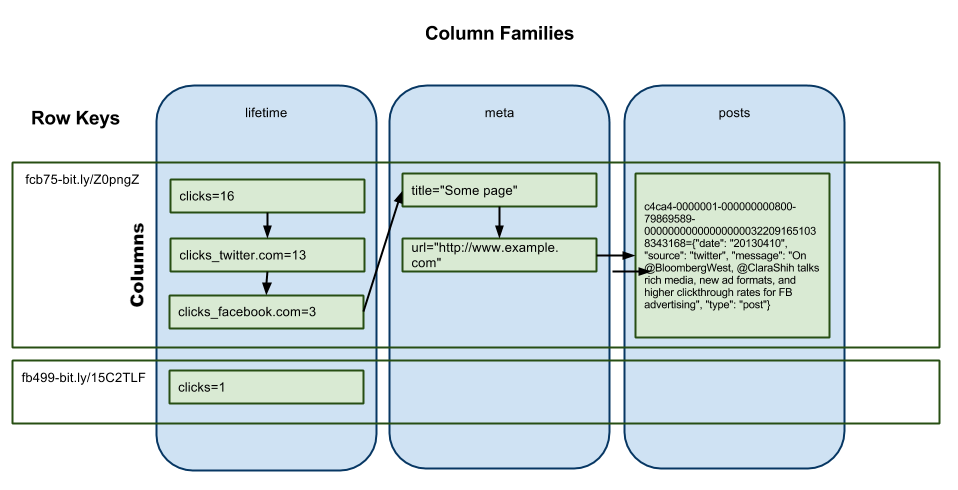 Column Families
Row Keys
lifetime
meta
posts
fcb75-bit.ly/Z0pngZ
Columns
clicks=16
clicks_twitter.com=13
clicks_facebook.com=3
title="Some page"
url="http://www.example.
com"
c4ca4-0000001-000000000800-
79869589-
0000000000000000032209165103
8343168={"date": "20130410",
"source": "twitter", "message": "On
@BloombergWest, @ClaraShih talks
rich media, new ad formats, and
higher clickthrough rates for FB
advertising", "type": "post"}
fb499-bit.ly/15C2TLF
clicks=1